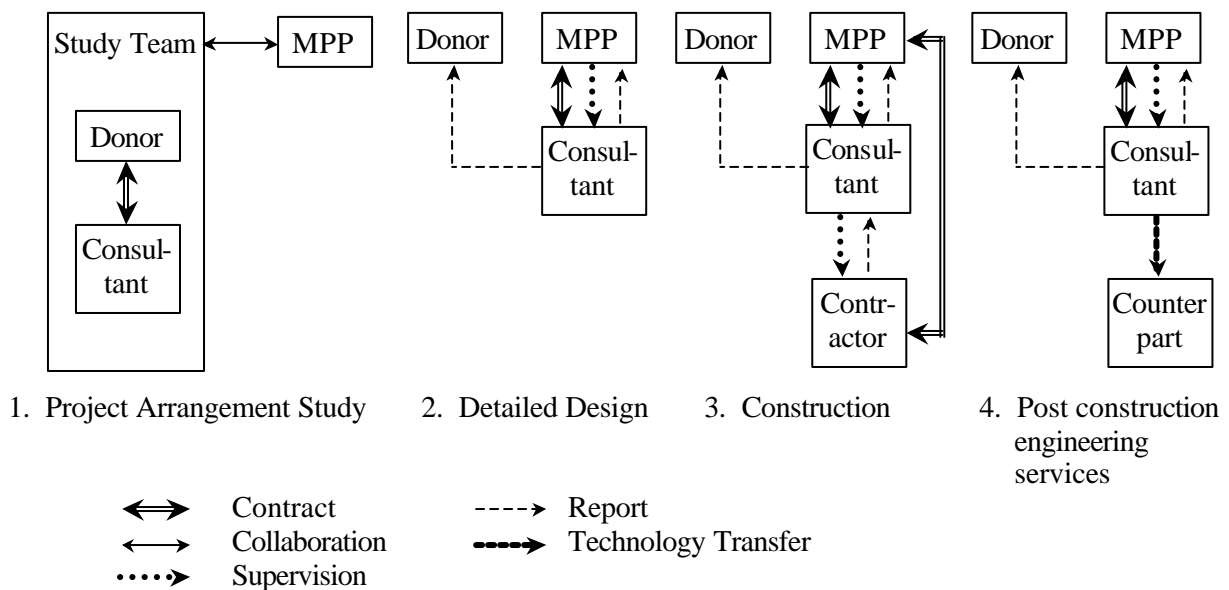 Study Team
MPP
Donor
Consul-
tant
Donor
MPP
Consul-
tant
Donor
MPP
Consul-
tant
Contr-
actor
Donor
MPP
Consul-
tant
Counter
part
1. Project Arrangement Study
2. Detailed Design
3. Construction
4. Post construction
engineering
services
Contract
Collaboration
Supervision
Report
Technology Transfer